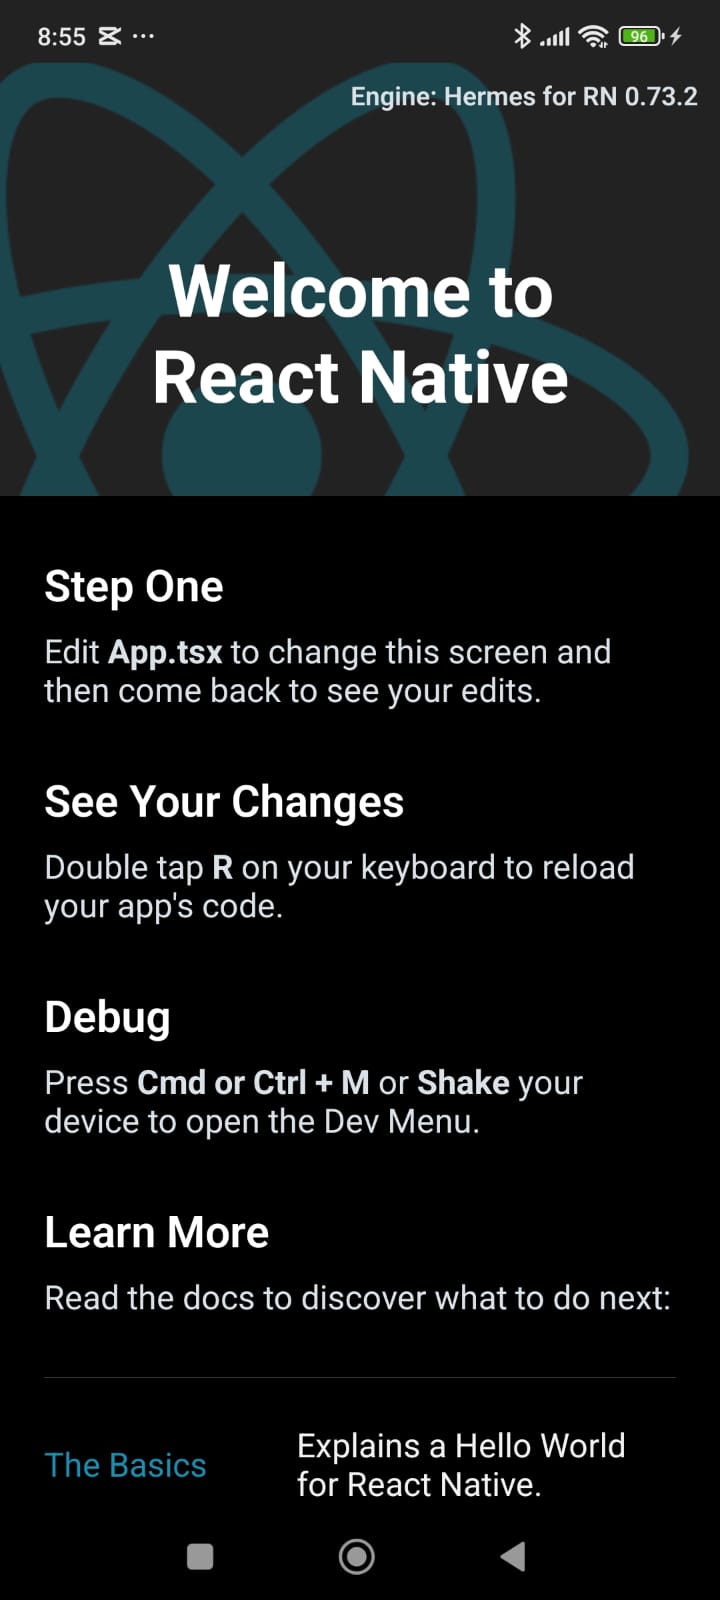 8:55
96
Engine: Hermes for RN 0.73.2
Welcome to
React Native
Step One
Edit App.tsx to change this screen and
then come back to see your edits.
See Your Changes
Double tap R on your keyboard to reload
your app's code.
Debug
Press Cmd or Ctrl + M or Shake your
device to open the Dev Menu.
Learn More
Read the docs to discover what to do next:
The Basics
Explains a Hello World
for React Native.